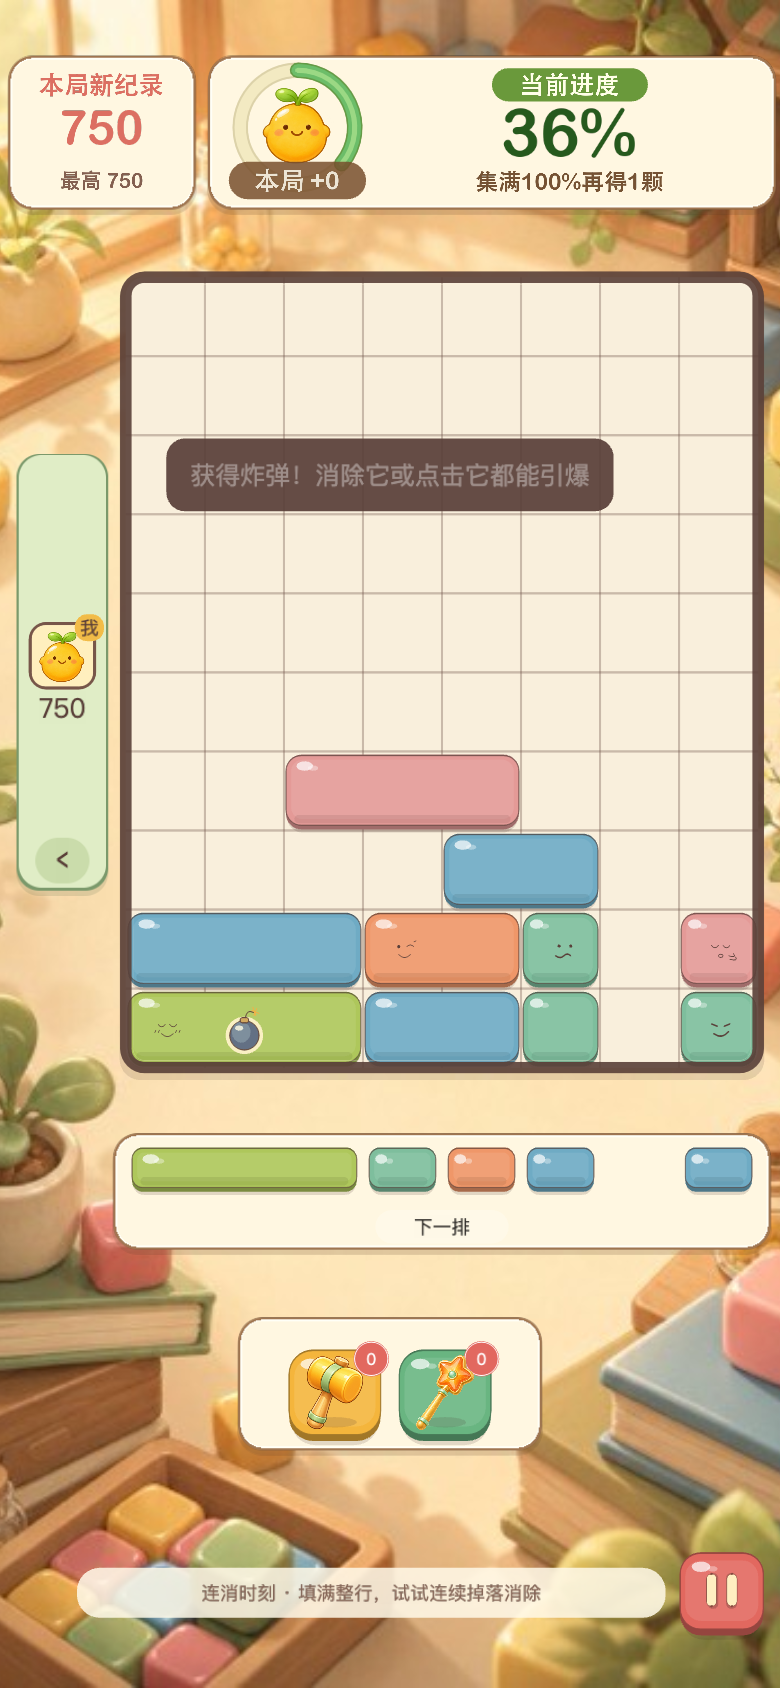 本局新纪录
750
最高 750
本局 +0
当前进度
36%
集满100%再得1颗
获得炸弹！消除它或点击它都能引爆
我
750
<
下一排
0
0
连消时刻 · 填满整行，试试连续掉落消除